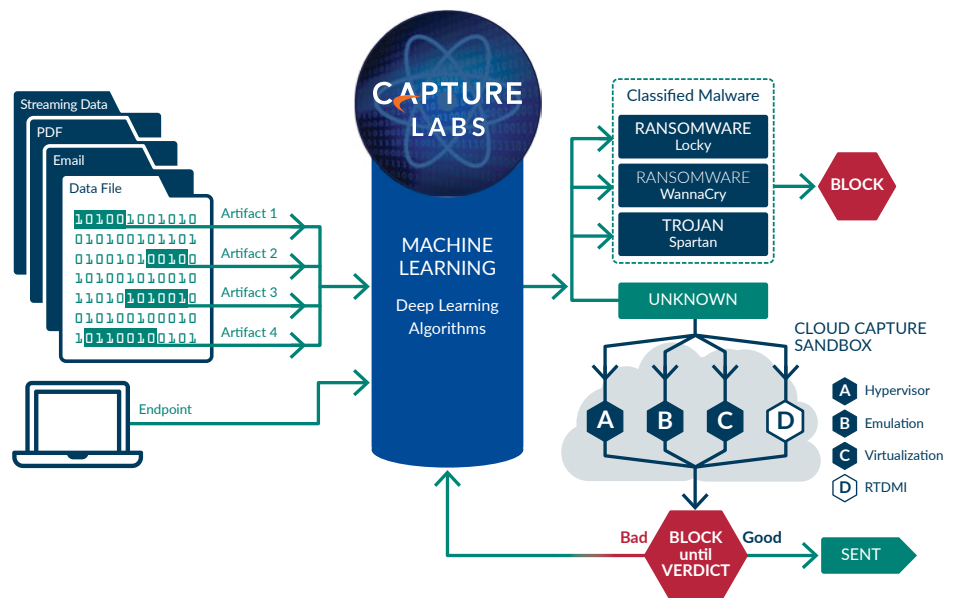 Streaming Data
PDF
Email
Data File
101001001010
010100101101
010010100100
101010010010
110101010010
010100100010
101100100101
Artifact 1
Artifact 2
Artifact 3
Artifact 4
Endpoint
CAPTURE
LABS
MACHINE
LEARNING
Deep Learning
Algorithms
Classified Malware
RANSOMWARE
Locky
RANSOMWARE
WannaCry
TROJAN
Spartan
BLOCK
UNKNOWN
CLOUD CAPTURE
SANDBOX
A
B
C
D
A Hypervisor
B Emulation
C Virtualization
D RTDMI
Bad
BLOCK
until
VERDICT
Good
SENT